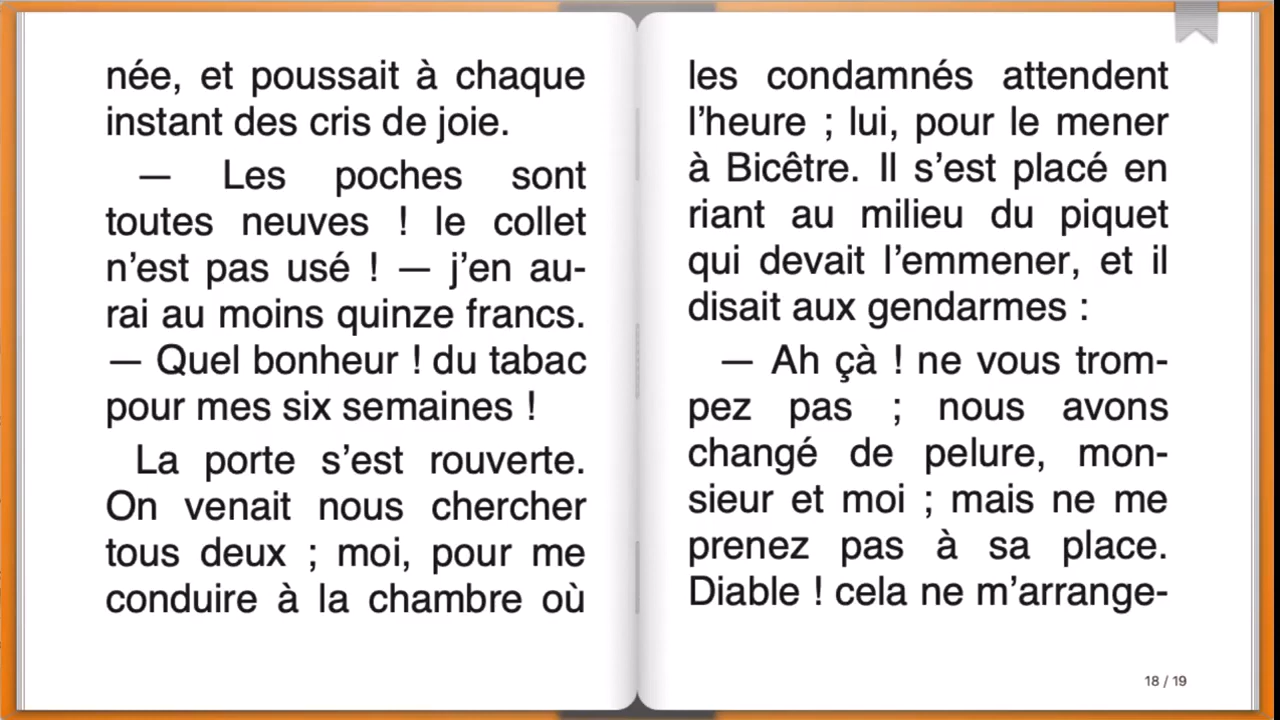 née, et poussait à chaque
instant des cris de joie.
— Les poches sont
toutes neuves ! le collet
n’est pas usé ! — j’en au-
rai au moins quinze francs.
— Quel bonheur ! du tabac
pour mes six semaines !
La porte s’est rouverte.
On venait nous chercher
tous deux ; moi, pour me
conduire à la chambre où
les condamnés attendent
l’heure ; lui, pour le mener
à Bicêtre. Il s’est placé en
riant au milieu du piquet
qui devait l’emmener, et il
disait aux gendarmes :
— Ah çà ! ne vous trom-
pez pas ; nous avons
changé de pelure, mon-
sieur et moi ; mais ne me
prenez pas à sa place.
Diable ! cela ne m’arrange-
18 / 19